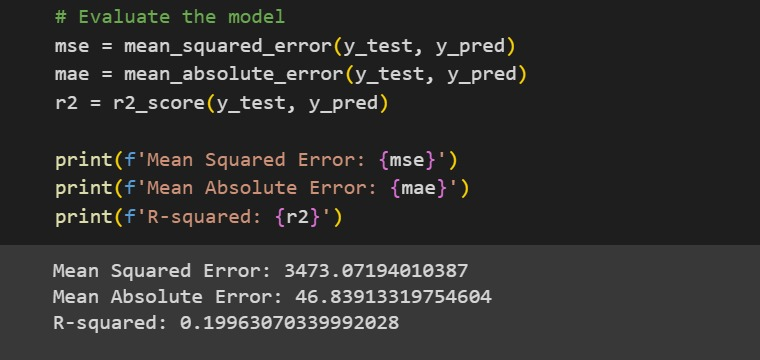 # Evaluate the model
mse = mean_squared_error(y_test, y_pred)
mae = mean_absolute_error(y_test, y_pred)
r2 = r2_score(y_test, y_pred)
print(f'Mean Squared Error: {mse}')
print(f'Mean Absolute Error: {mae}')
print(f'R-squared: {r2}')
Mean Squared Error: 3473.07194010387
Mean Absolute Error: 46.83913319754604
R-squared: 0.19963070339992028